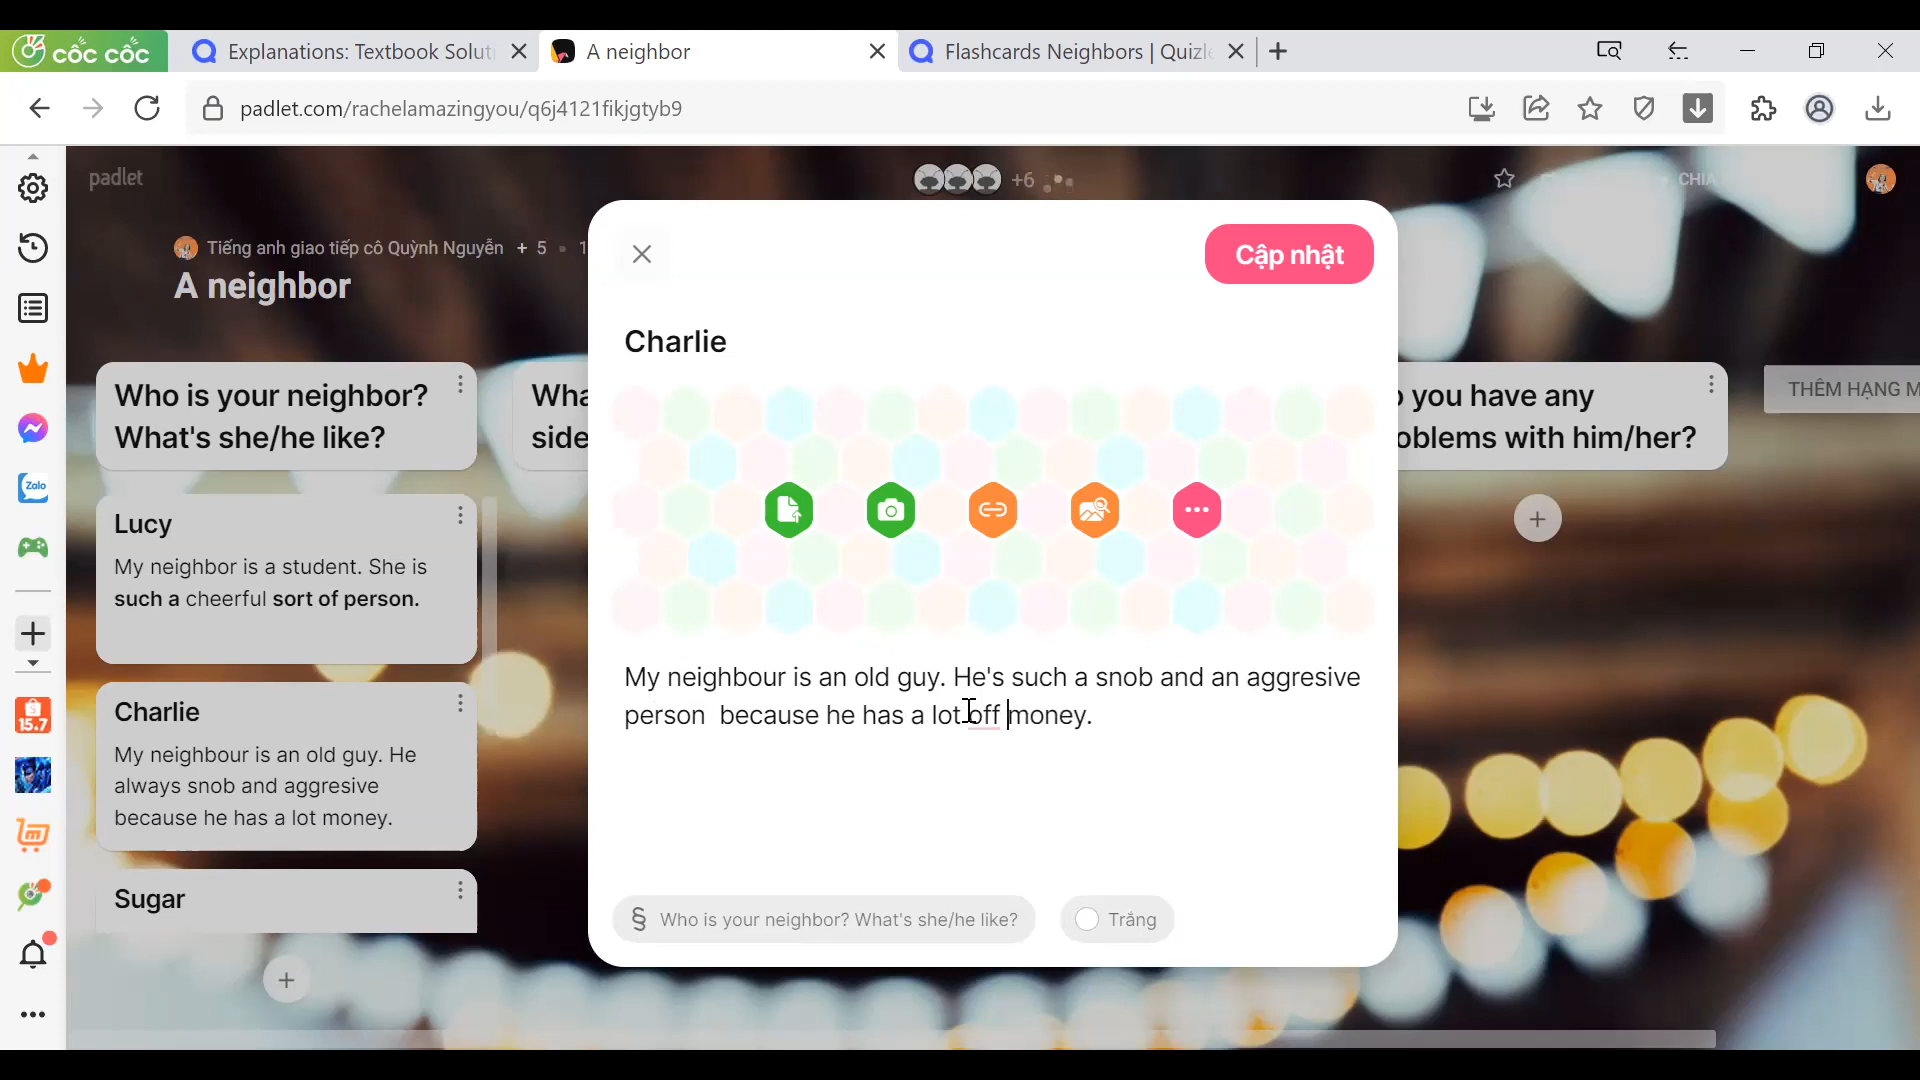 cốc cốc
Explanations: Textbook Soluti
A neighbor
Flashcards Neighbors | Quizle
padlet.com/rachelamazingyou/q6j4121fikjgtyb9
padlet
+6
CHIA
Tiếng anh giao tiếp cô Quỳnh Nguyễn + 5
A neighbor
Cập nhật
Charlie
Who is your neighbor?
What's she/he like?
Wha
side
you have any
oblems with him/her?
THÊM HẠNG M
Zalo
Lucy
My neighbor is a student. She is
such a cheerful sort of person.
My neighbour is an old guy. He's such a snob and an aggresive
person because he has a lot off money.
15.7
Charlie
My neighbour is an old guy. He
always snob and aggresive
because he has a lot money.
Sugar
§ Who is your neighbor? What's she/he like?
Trắng